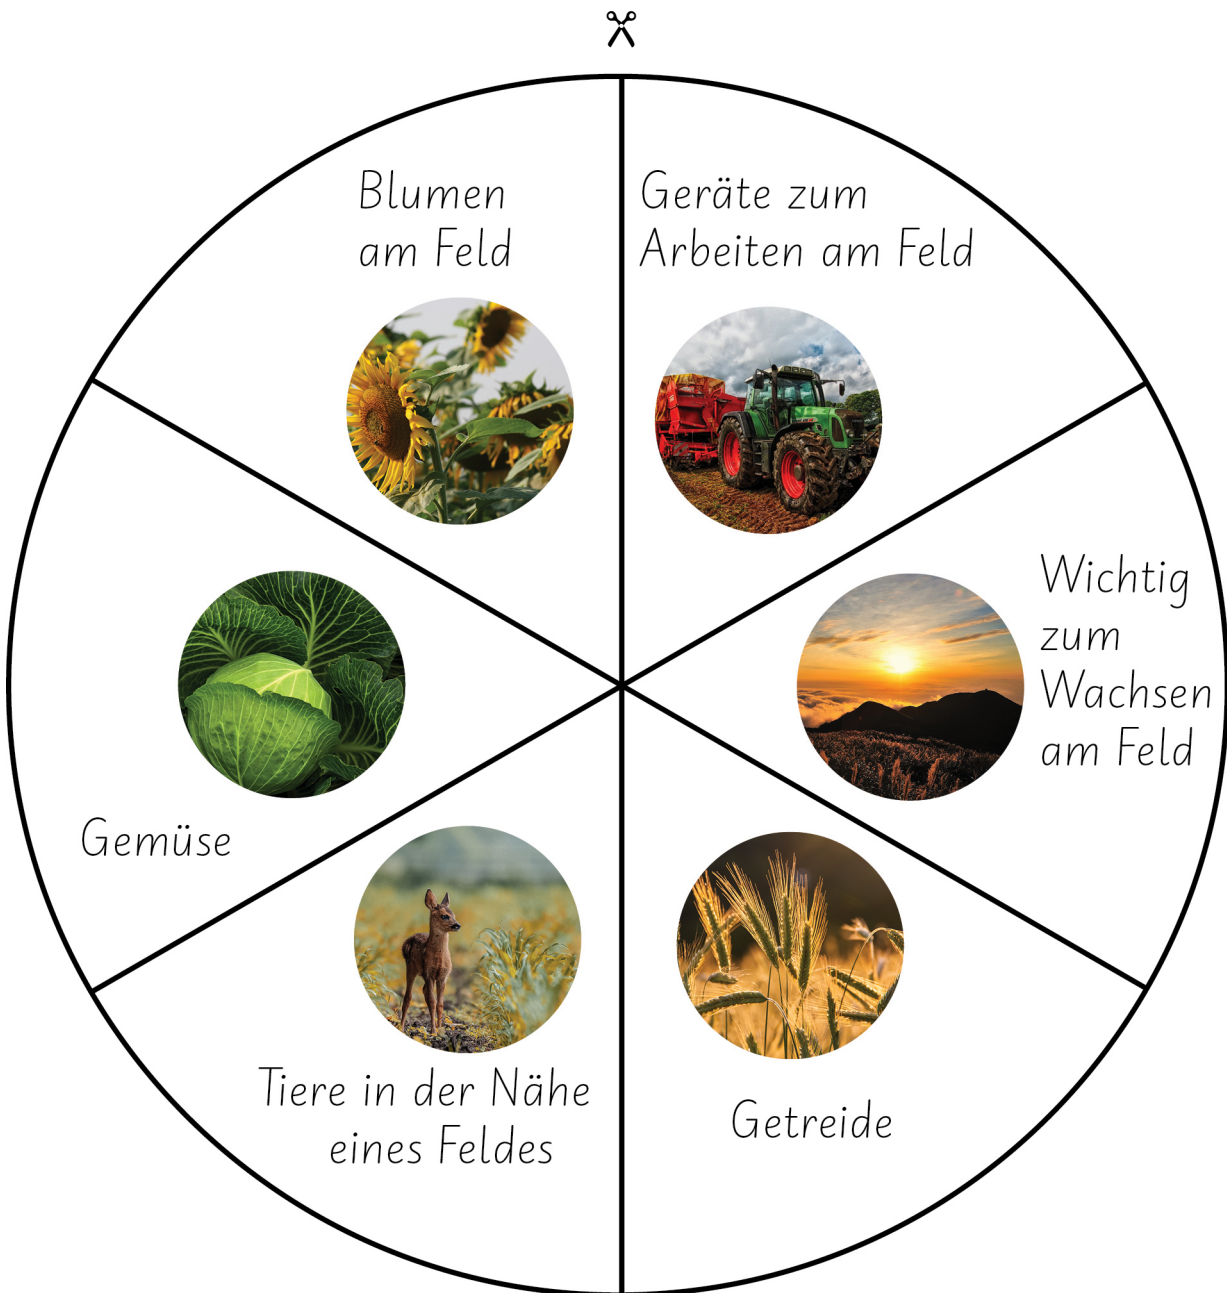 Blumen
am Feld
Geräte zum
Arbeiten am Feld
Wichtig
zum
Wachsen
am Feld
Gemüse
Tiere in der Nähe
eines Feldes
Getreide